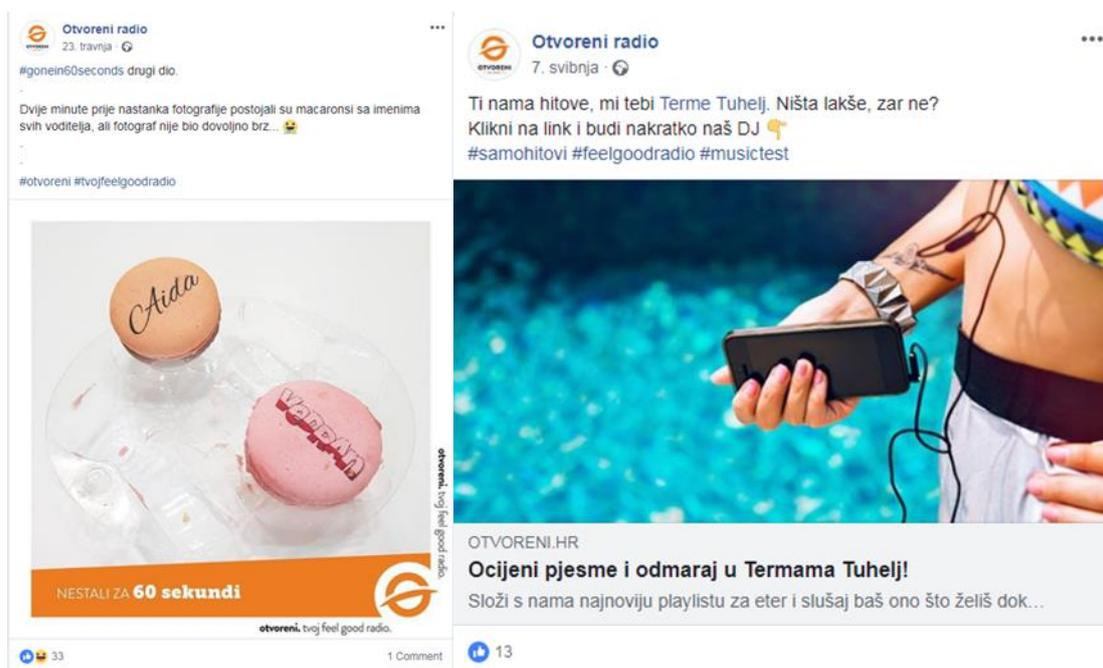 Otvoreni radio
23. travnja ·
#gonein60seconds drugi dio.
.
Dvije minute prije nastanka fotografije postojali su macaronsi sa imenima
svih voditelja, ali fotograf nije bio dovoljno brz...
.
.
#otvoreni #tvojfeelgoodradio
Aida
VEDRAN
NESTALI ZA 60 sekundi
otvoreni. tvoj feel good radio.
otvoreni. tvoj feel good radio.
33
1 Comment
OTVORENI
Otvoreni radio
7. svibnja ·
Ti nama hitove, mi tebi Terme Tuhelj. Ništa lakše, zar ne?
Klikni na link i budi nakratko naš DJ
#samohitovi #feelgoodradio #musictest
OTVORENI.HR
Ocijeni pjesme i odmaraj u Termama Tuhelj!
Složi s nama najnoviju playlistu za eter i slušaj baš ono što želiš dok...
13